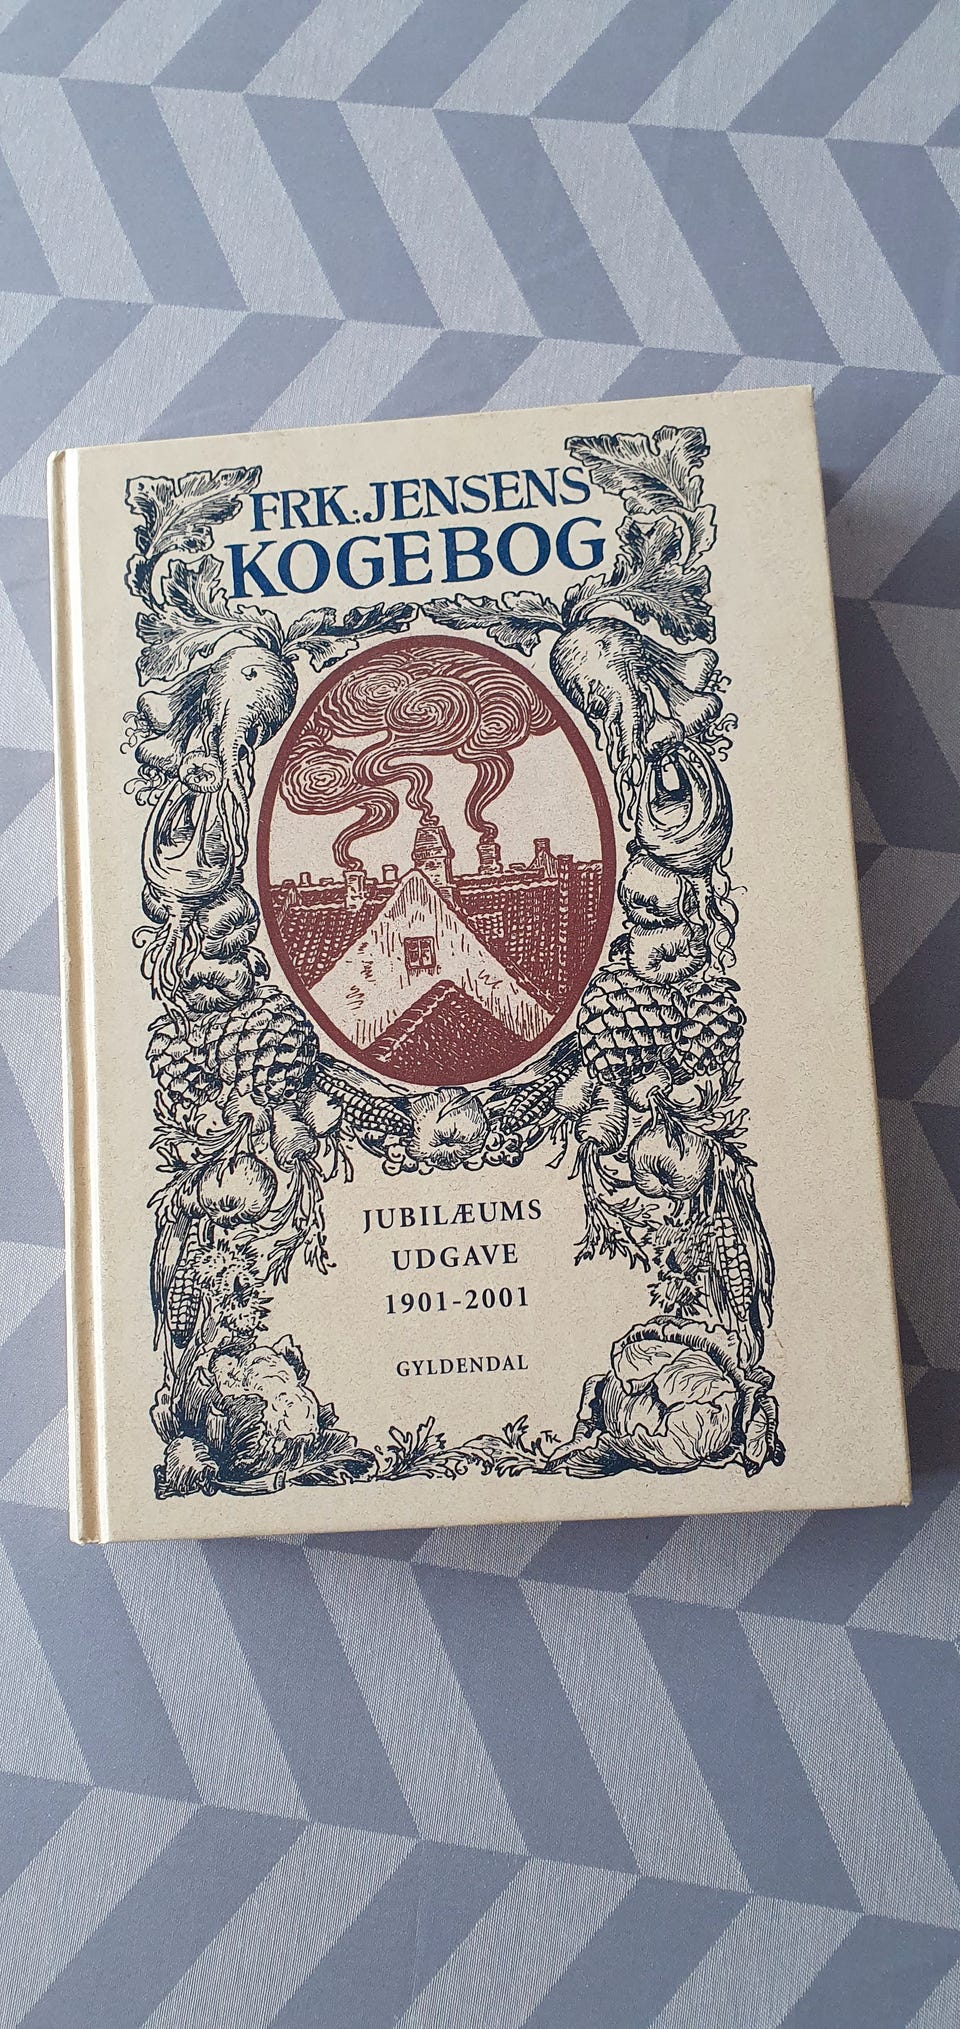 FRK. JENSENS
KOGEBOG
JUBILÆUMS
UDGAVE
1901-2001
GYLDENDAL